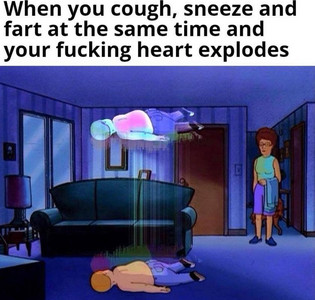 When you cough, sneeze and
fart at the same time and
your fucking heart explodes